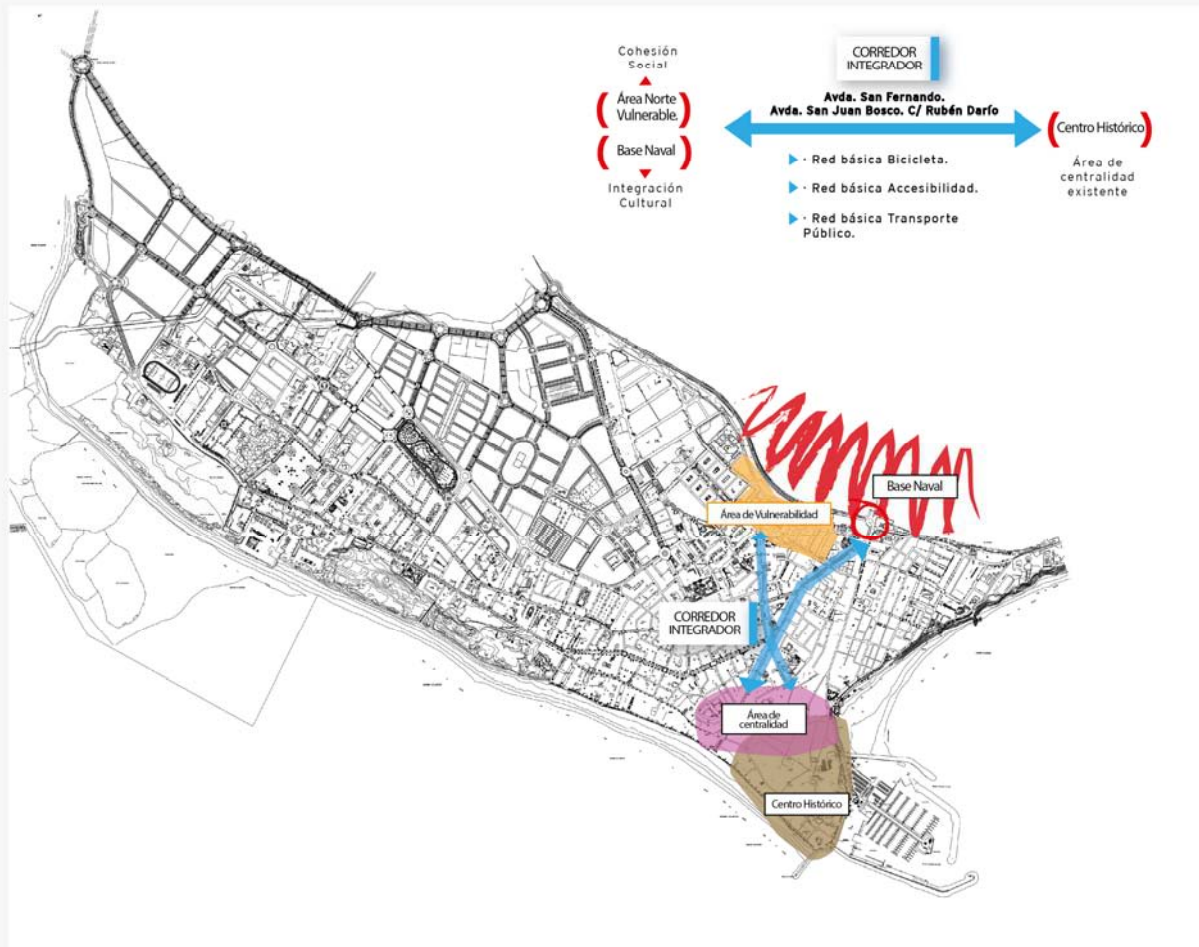 Cohesión
Social
Área Norte
Vulnerable.
Base Naval
Integración
Cultural
CORREDOR
INTEGRADOR
Avda. San Fernando.
Avda. San Juan Bosco. C/ Rubén Darío
· Red básica Bicicleta.
· Red básica Accesibilidad.
· Red básica Transporte
Público.
Centro Histórico
Área de
centralidad
existente
Base Naval
Área de Vulnerabilidad
CORREDOR
INTEGRADOR
Área de
centralidad
Centro Histórico